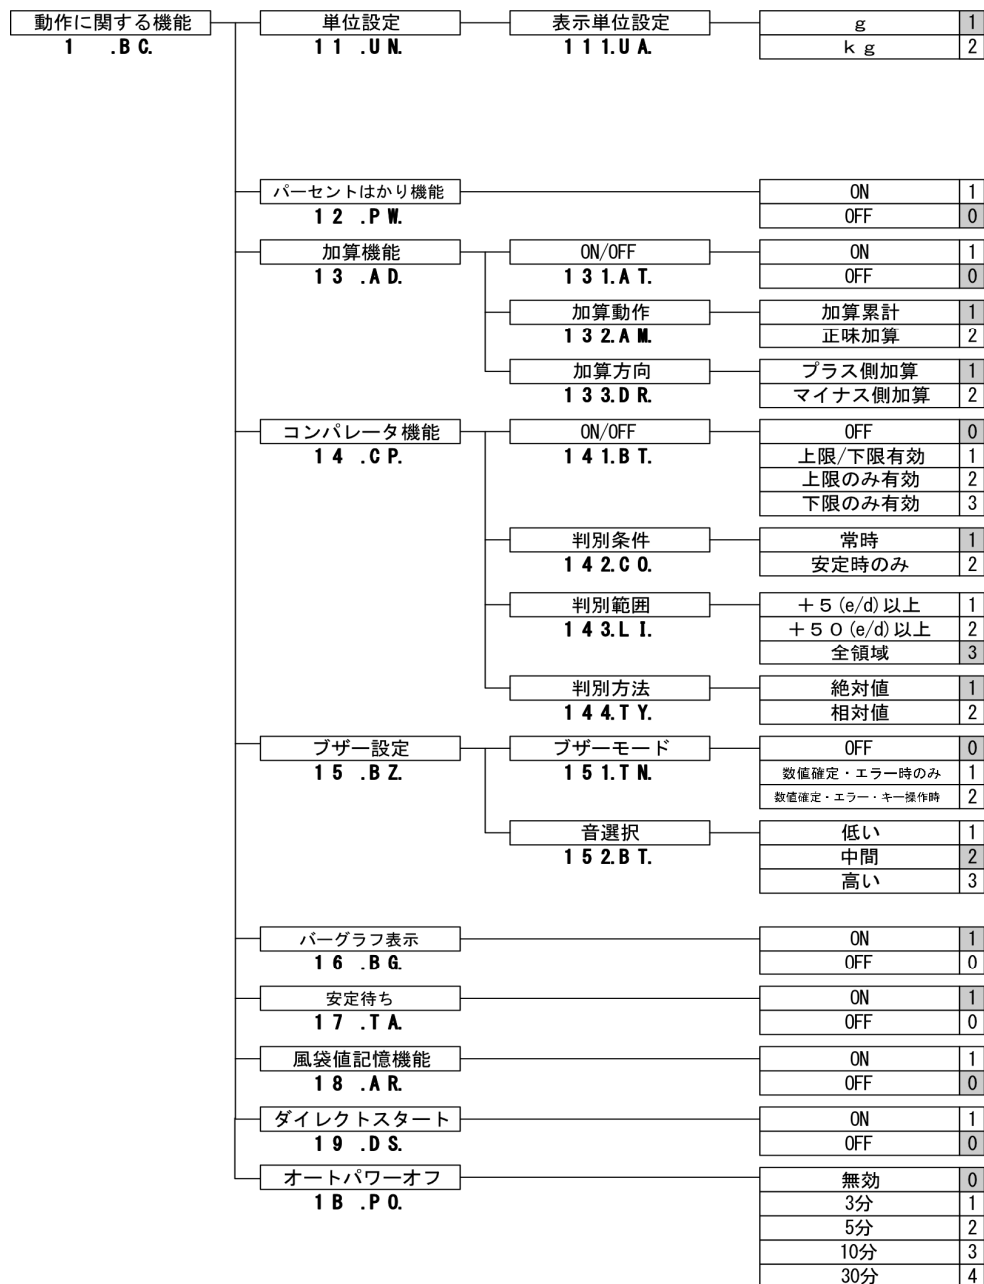 動作に関する機能 単位設定 表示単位設定 g 1
1 .BC. 11 .UN. 111.UA. kg 2
パーセントはかり機能 ON 1
12 .PW. OFF 0
加算機能 ON/OFF ON 1
13 .AD. 131.AT. OFF 0
加算動作 加算累計 1
132.AM. 正味加算 2
加算方向 プラス側加算 1
133.DR. マイナス側加算 2
コンパレータ機能 ON/OFF OFF 0
14 .CP. 141.BT. 上限/下限有効 1
上限のみ有効 2
下限のみ有効 3
判別条件 常時 1
142.CO. 安定時のみ 2
判別範囲 +5(e/d)以上 1
143.LI. +50(e/d)以上 2
全領域 3
判別方法 絶対値 1
144.TY. 相対値 2
ブザー設定 ブザーモード OFF 0
15 .BZ. 151.TN. 数値確定・エラー時のみ 1
数値確定・エラー・キー操作時 2
音選択 低い 1
152.BT. 中間 2
高い 3
バーグラフ表示 ON 1
16 .BG. OFF 0
安定待ち ON 1
17 .TA. OFF 0
風袋値記憶機能 ON 1
18 .AR. OFF 0
ダイレクトスタート ON 1
19 .DS. OFF 0
オートパワーオフ 無効 0
1B .PO. 3分 1
5分 2
10分 3
30分 4